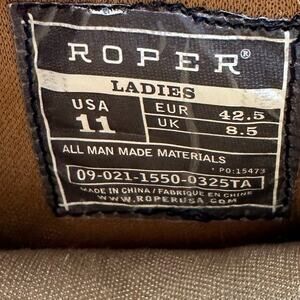 ROPER®
LADIES
USA EUR 42.5
11 UK 8.5
ALL MAN MADE MATERIALS
PO:15473
09-021-1550-0325TA
MADE IN CHINA / FABRIQUE EN CHINE
WWW.ROPERUSA.COM